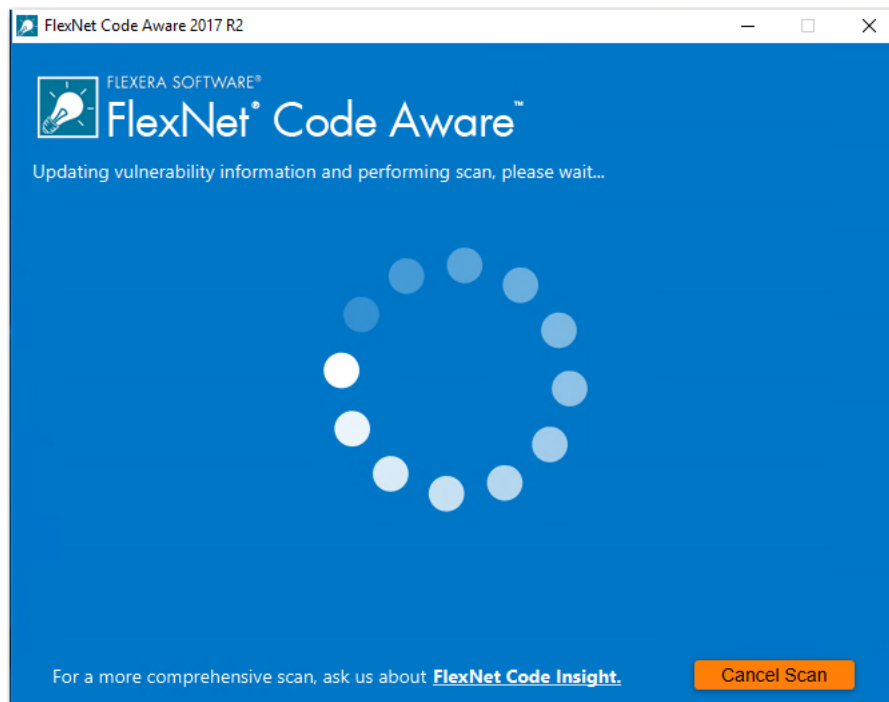 FlexNet Code Aware 2017 R2
FLEXERA SOFTWARE®
FlexNet® Code Aware™
Updating vulnerability information and performing scan, please wait...
For a more comprehensive scan, ask us about FlexNet Code Insight.
Cancel Scan